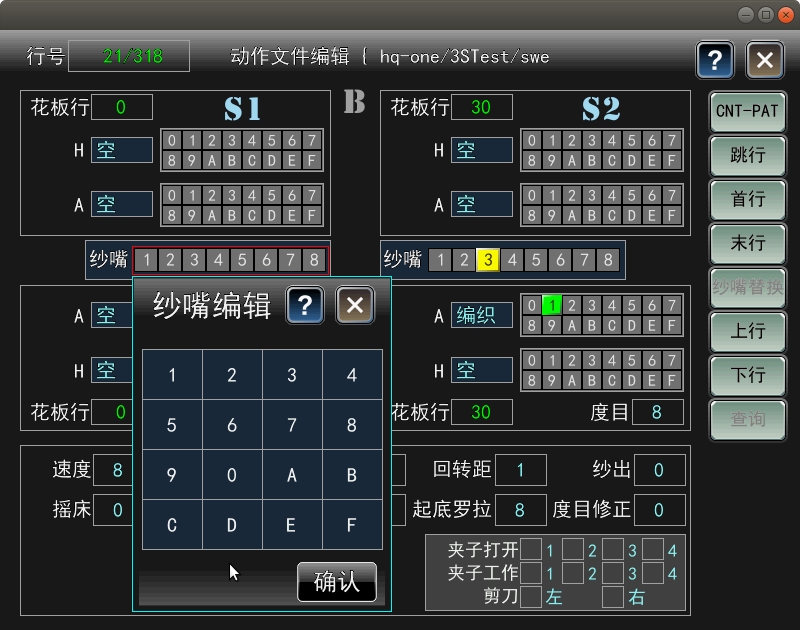 行号 21/318 动作文件编辑 { hq-one/3STest/swe ?
花板行 0 S1 B 花板行 30 S2 CNT-PAT
H 空 0 1 2 3 4 5 6 7 H 空 0 1 2 3 4 5 6 7 跳行
8 9 A B C D E F 8 9 A B C D E F
A 空 0 1 2 3 4 5 6 7 A 空 0 1 2 3 4 5 6 7 首行
8 9 A B C D E F 8 9 A B C D E F
纱嘴 1 2 3 4 5 6 7 8 纱嘴 1 2 3 4 5 6 7 8 末行
纱嘴替换
A 空 A 编织 0 1 2 3 4 5 6 7 上行
8 9 A B C D E F
H 空 H 空 0 1 2 3 4 5 6 7 下行
8 9 A B C D E F
花板行 0 花板行 30 度目 8 查询
速度 8 回转距 1 纱出 0
摇床 0 起底罗拉 8 度目修正 0
夹子打开 1 2 3 4
夹子工作 1 2 3 4
剪刀 左 右
纱嘴编辑 ?
1 2 3 4
5 6 7 8
9 0 A B
C D E F
确认